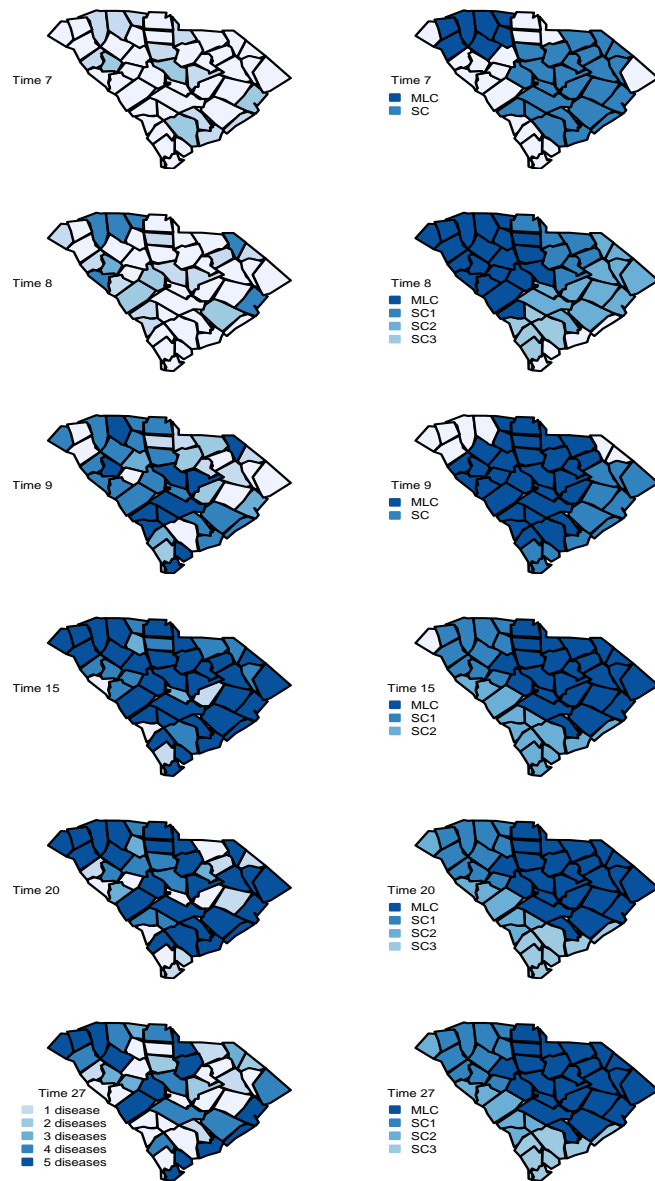 Time 7
Time 7
MLC
SC
Time 8
Time 8
MLC
SC1
SC2
SC3
Time 9
Time 9
MLC
SC
Time 15
Time 15
MLC
SC1
SC2
Time 20
Time 20
MLC
SC1
SC2
SC3
Time 27
1 disease
2 diseases
3 diseases
4 diseases
5 diseases
Time 27
MLC
SC1
SC2
SC3